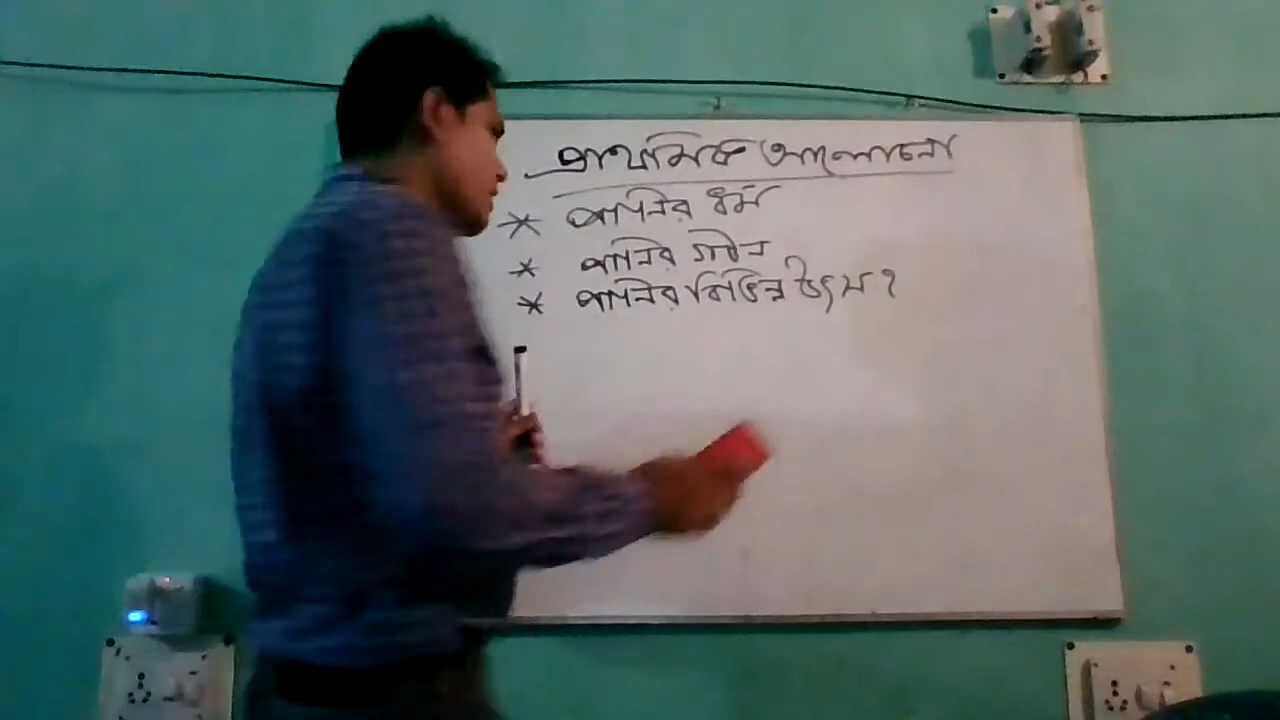 প্রাথমিক আলোচনা
* পানির ধর্ম
* পানির গঠন
* পানির বিভিন্ন উৎস ?